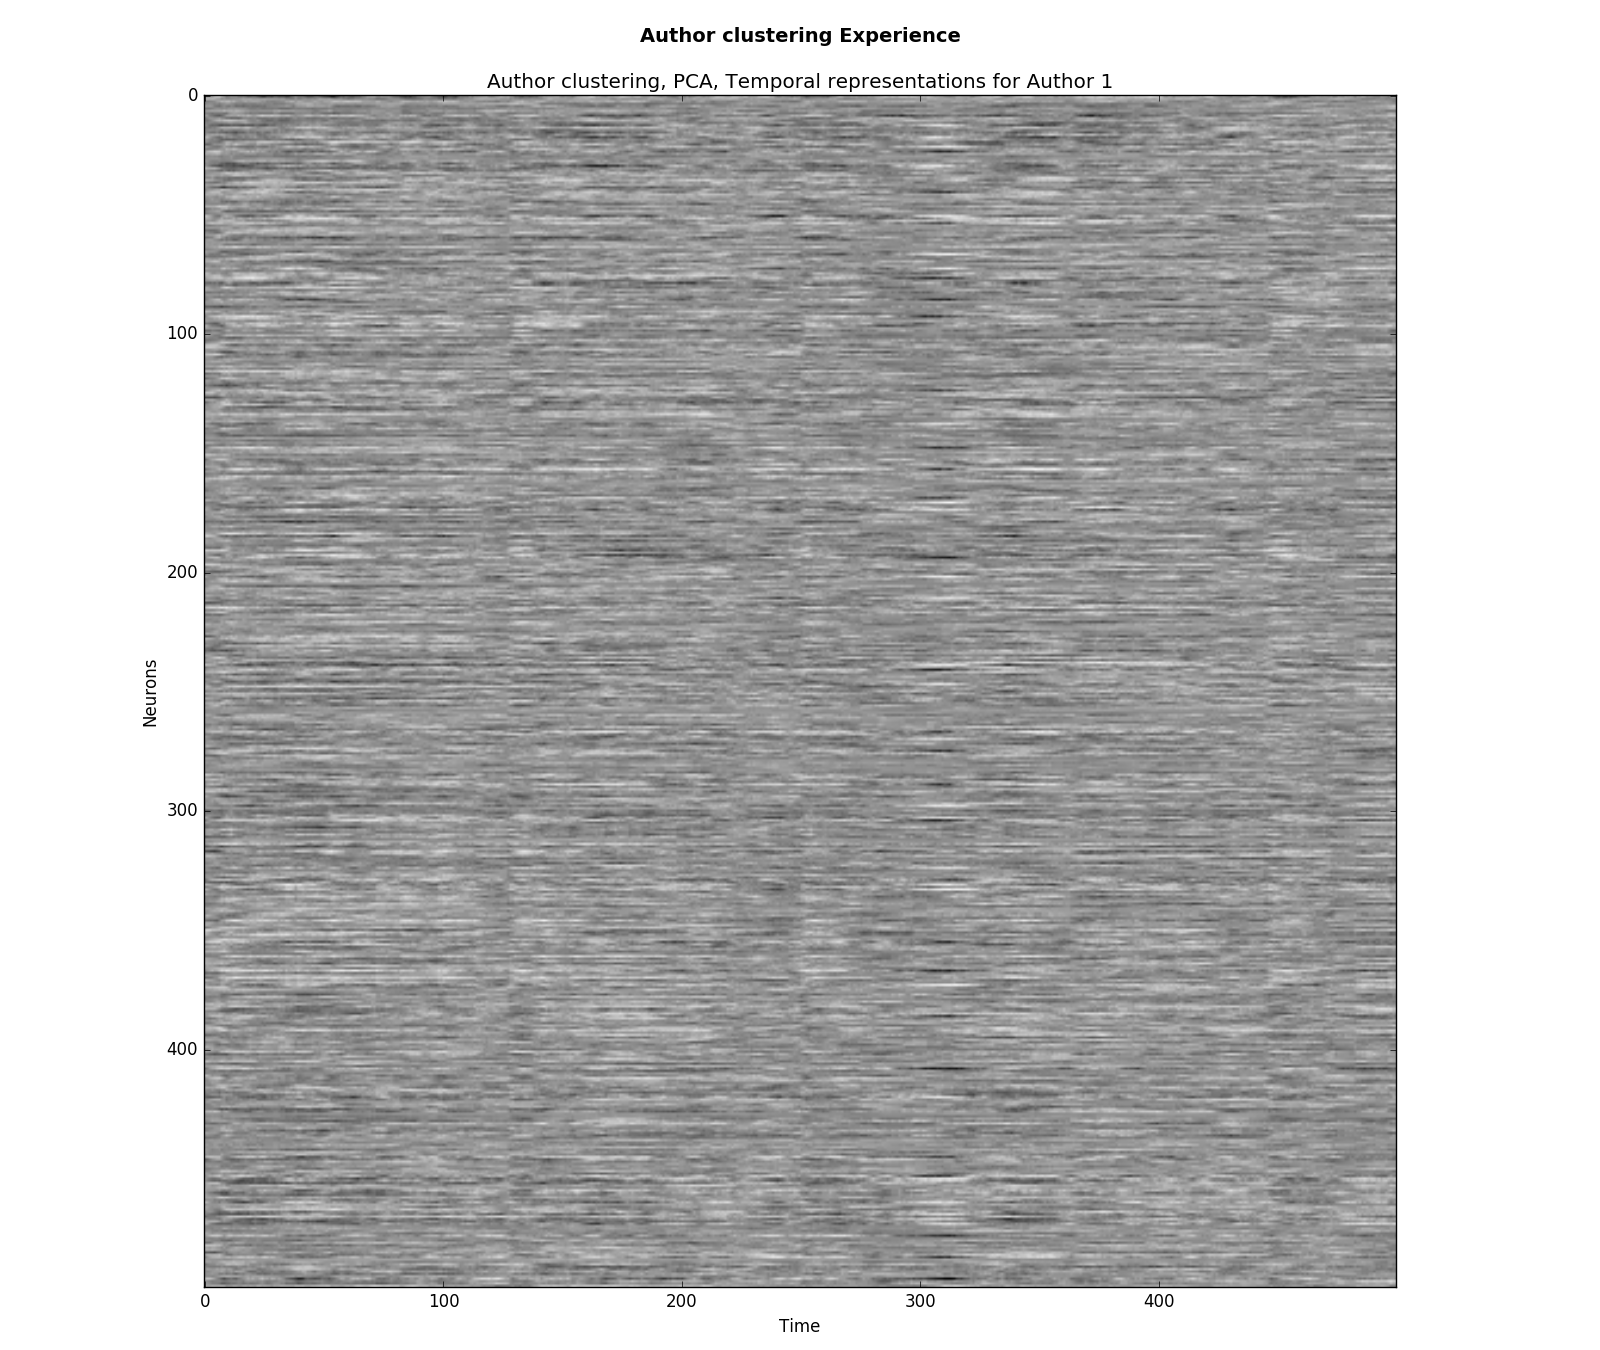 Author clustering Experience
Author clustering, PCA, Temporal representations for Author 1
0
100
200
300
400
Neurons
0 100 200 300 400
Time